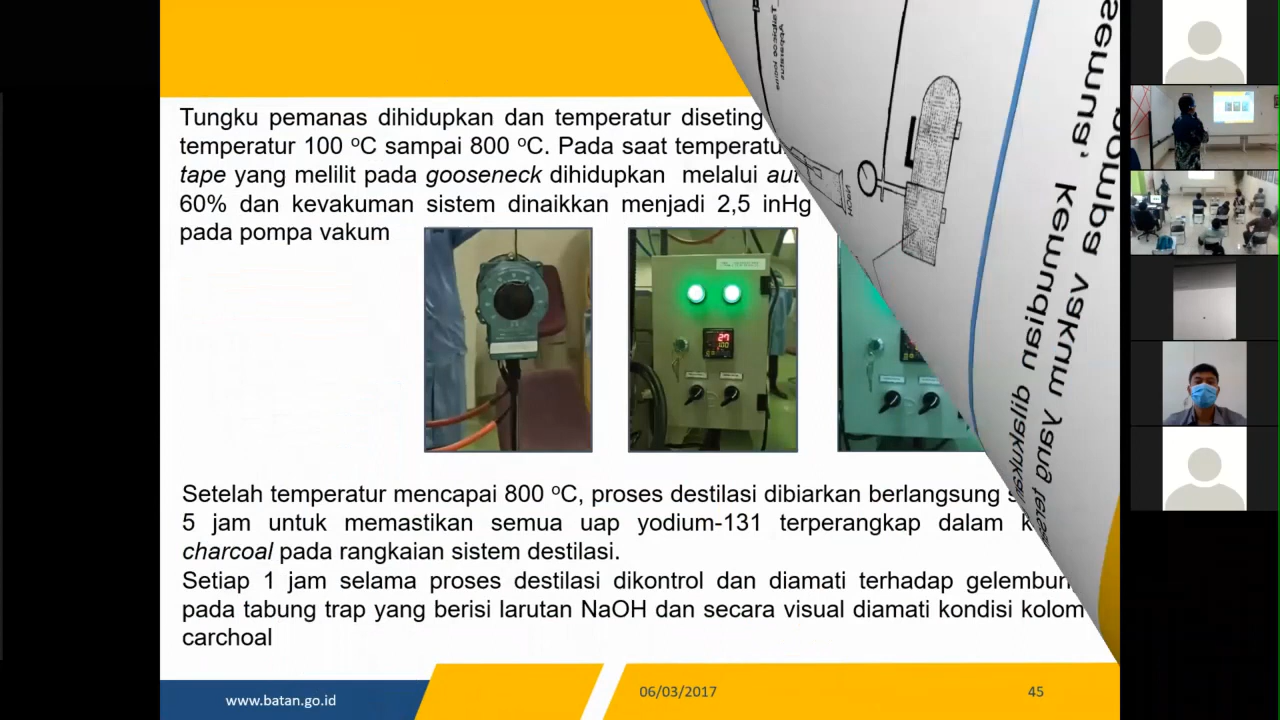 Tungku pemanas dihidupkan dan temperatur diseting
temperatur 100 ᵒC sampai 800 ᵒC. Pada saat
tape yang melilit pada gooseneck dihidupkan melalui
60% dan kevakuman sistem dinaikkan menjadi 2,5 inHg
pada pompa vakum
semua,
pompa vakum yang
Kemudian dilakukan
NaOH
27
Setelah temperatur mencapai 800 ᵒC, proses destilasi dibiarkan berlangsung
5 jam untuk memastikan semua uap yodium-131 terperangkap dalam
charcoal pada rangkaian sistem destilasi.
Setiap 1 jam selama proses destilasi dikontrol dan diamati terhadap
pada tabung trap yang berisi larutan NaOH dan secara visual diamati kondisi kolom
carchoal
www.batan.go.id
06/03/2017
45